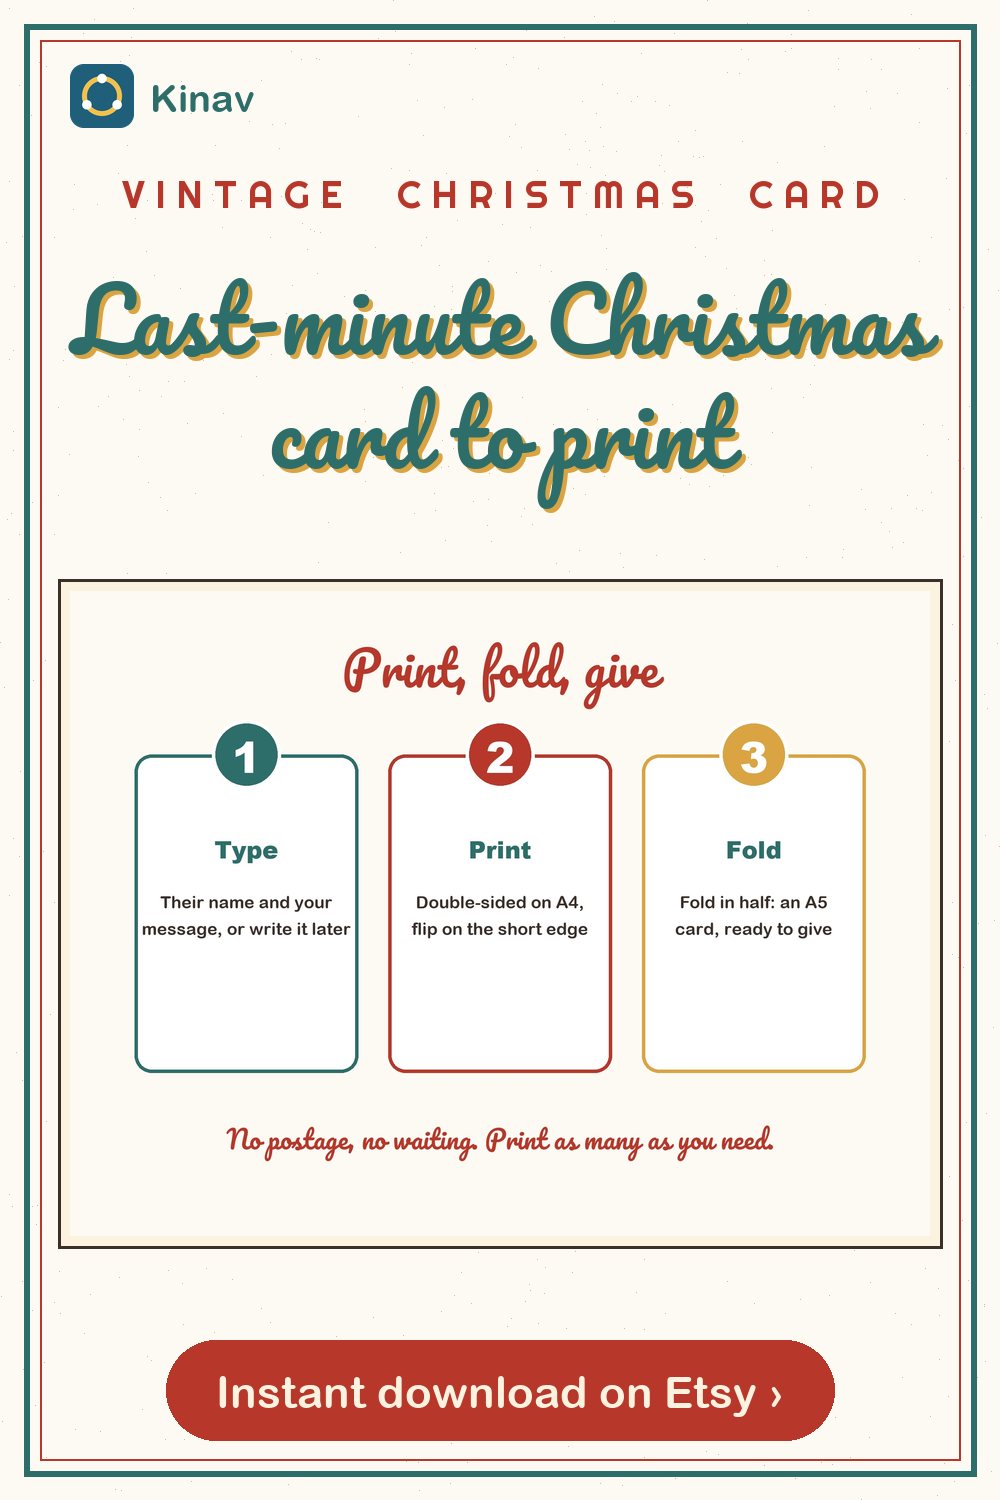 Kinav
VINTAGE CHRISTMAS CARD
Last-minute Christmas
card to print
Print, fold, give
1
2
3
Type
Print
Fold
Their name and your
message, or write it later
Double-sided on A4,
flip on the short edge
Fold in half: an A5
card, ready to give
No postage, no waiting. Print as many as you need.
Instant download on Etsy ›